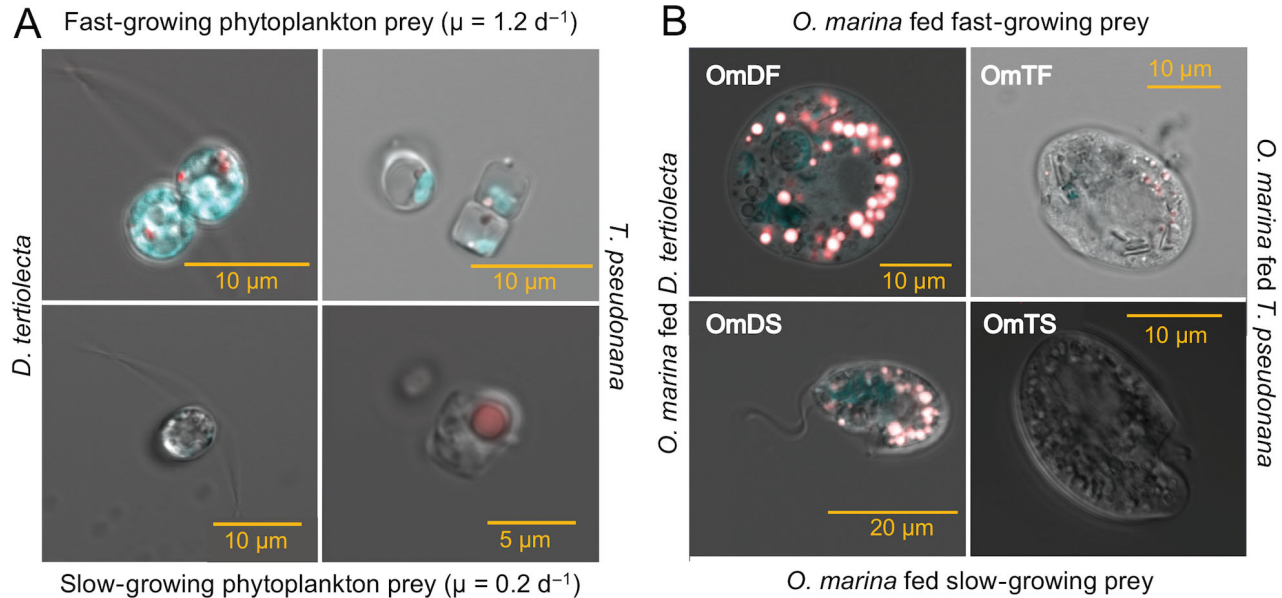 A
Fast-growing phytoplankton prey (μ = 1.2 d⁻¹)
D. tertiolecta
10 μm
10 μm
10 μm
5 μm
T. pseudonana
Slow-growing phytoplankton prey (μ = 0.2 d⁻¹)
B
O. marina fed fast-growing prey
O. marina fed D. tertiolecta
OmDF
10 μm
OmTF
10 μm
OmDS
20 μm
OmTS
10 μm
O. marina fed T. pseudonana
O. marina fed slow-growing prey